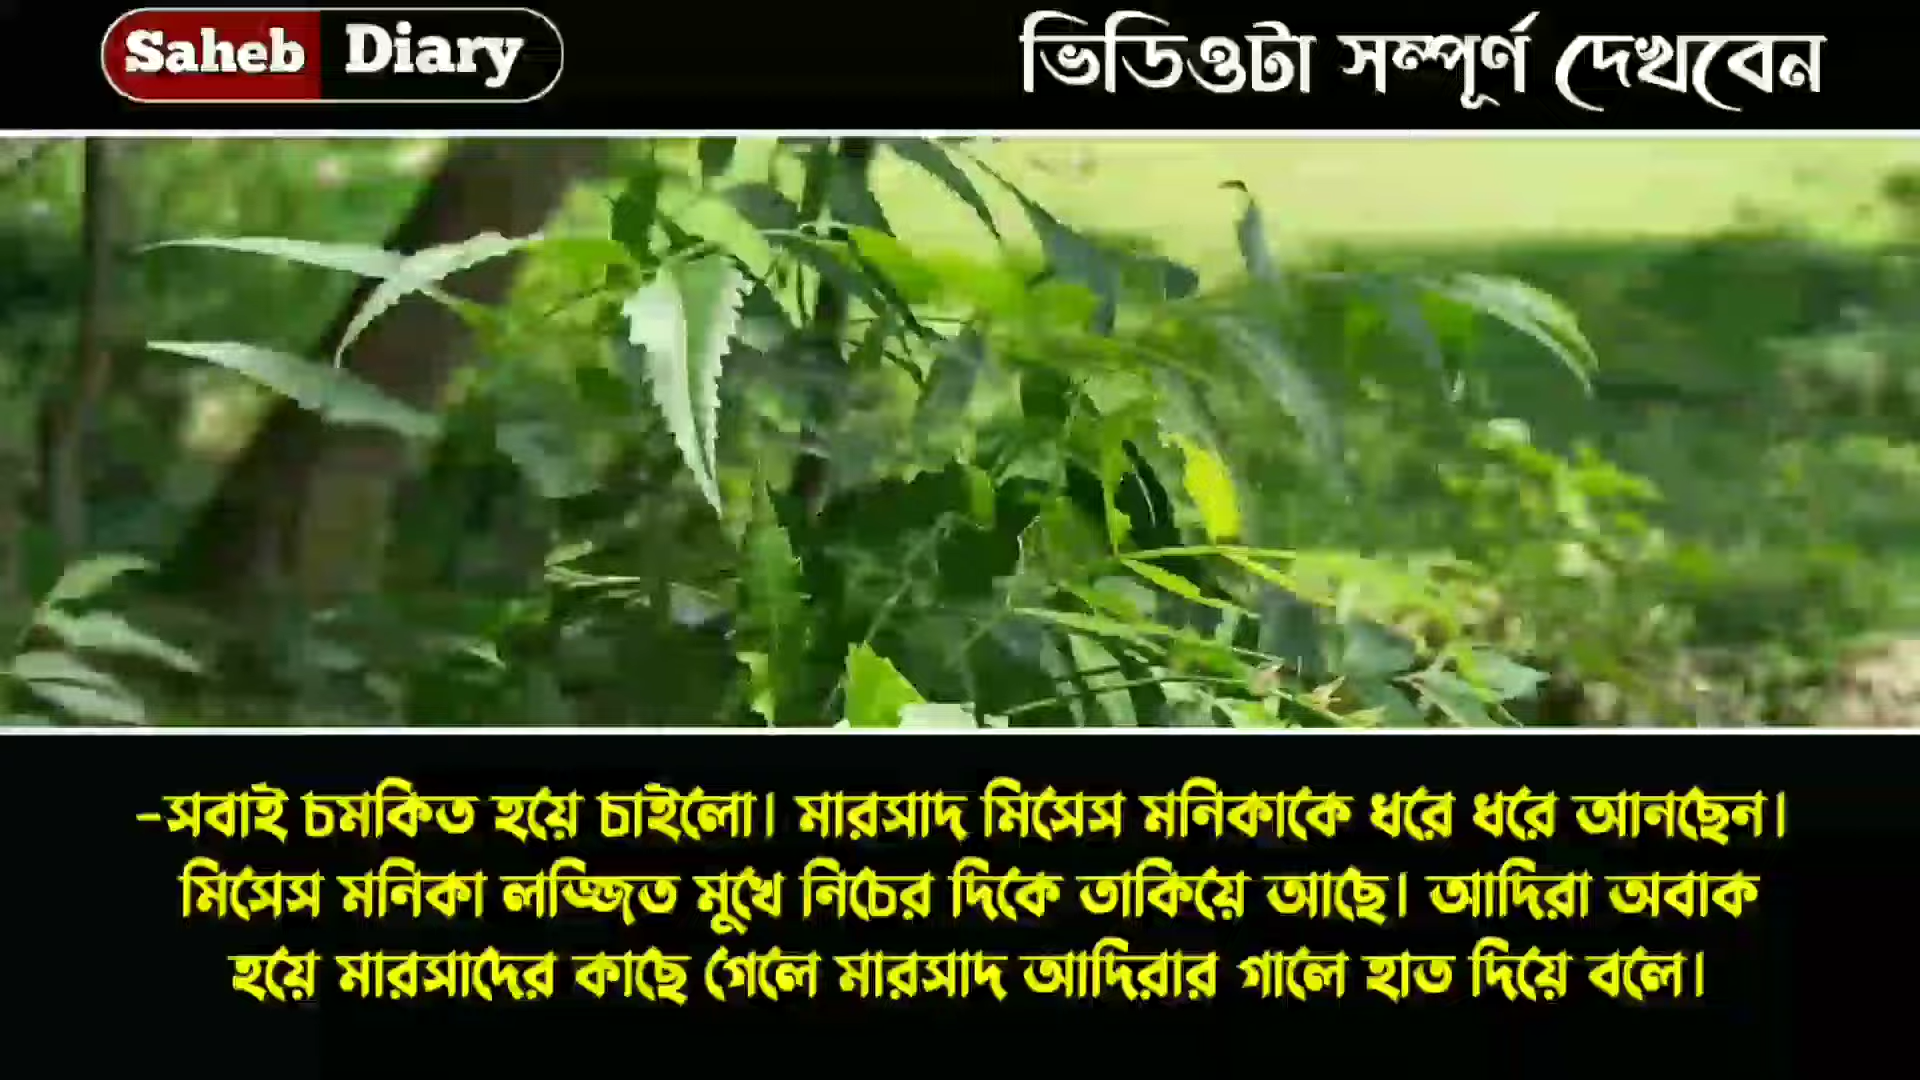 Saheb Diary
ভিডিওটা সম্পূর্ণ দেখবেন
-সবাই চমকিত হয়ে চাইলো। মারসাদ মিসেস মনিকাকে ধরে ধরে আনছেন।
মিসেস মনিকা লজ্জিত মুখে নিচের দিকে তাকিয়ে আছে। আদিরা অবাক
হয়ে মারসাদের কাছে গেলে মারসাদ আদিরার গালে হাত দিয়ে বলে।